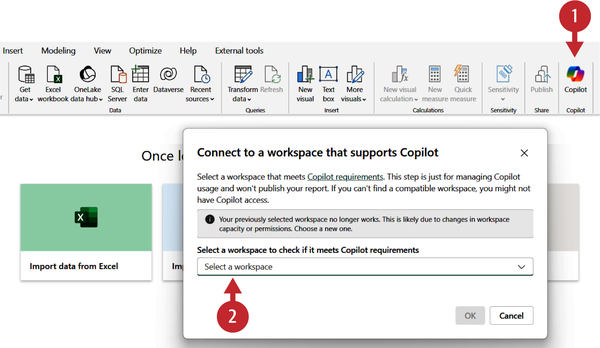 1
Insert Modeling View Optimize Help External tools
Get data Excel workbook OneLake data hub SQL Server Enter data Dataverse Recent sources Transform data Refresh New visual Text box More visuals New visual calculation New measure Quick measure Sensitivity Publish Copilot
Data Queries Insert Calculations Sensitivity Share Copilot
Once
Connect to a workspace that supports Copilot
Select a workspace that meets Copilot requirements. This step is just for managing Copilot
usage and won't publish your report. If you can't find a compatible workspace, you might not
have Copilot access.
Your previously selected workspace no longer works. This is likely due to changes in workspace
capacity or permissions. Choose a new one.
Select a workspace to check if it meets Copilot requirements
Select a workspace
Import data from Excel
2
OK Cancel